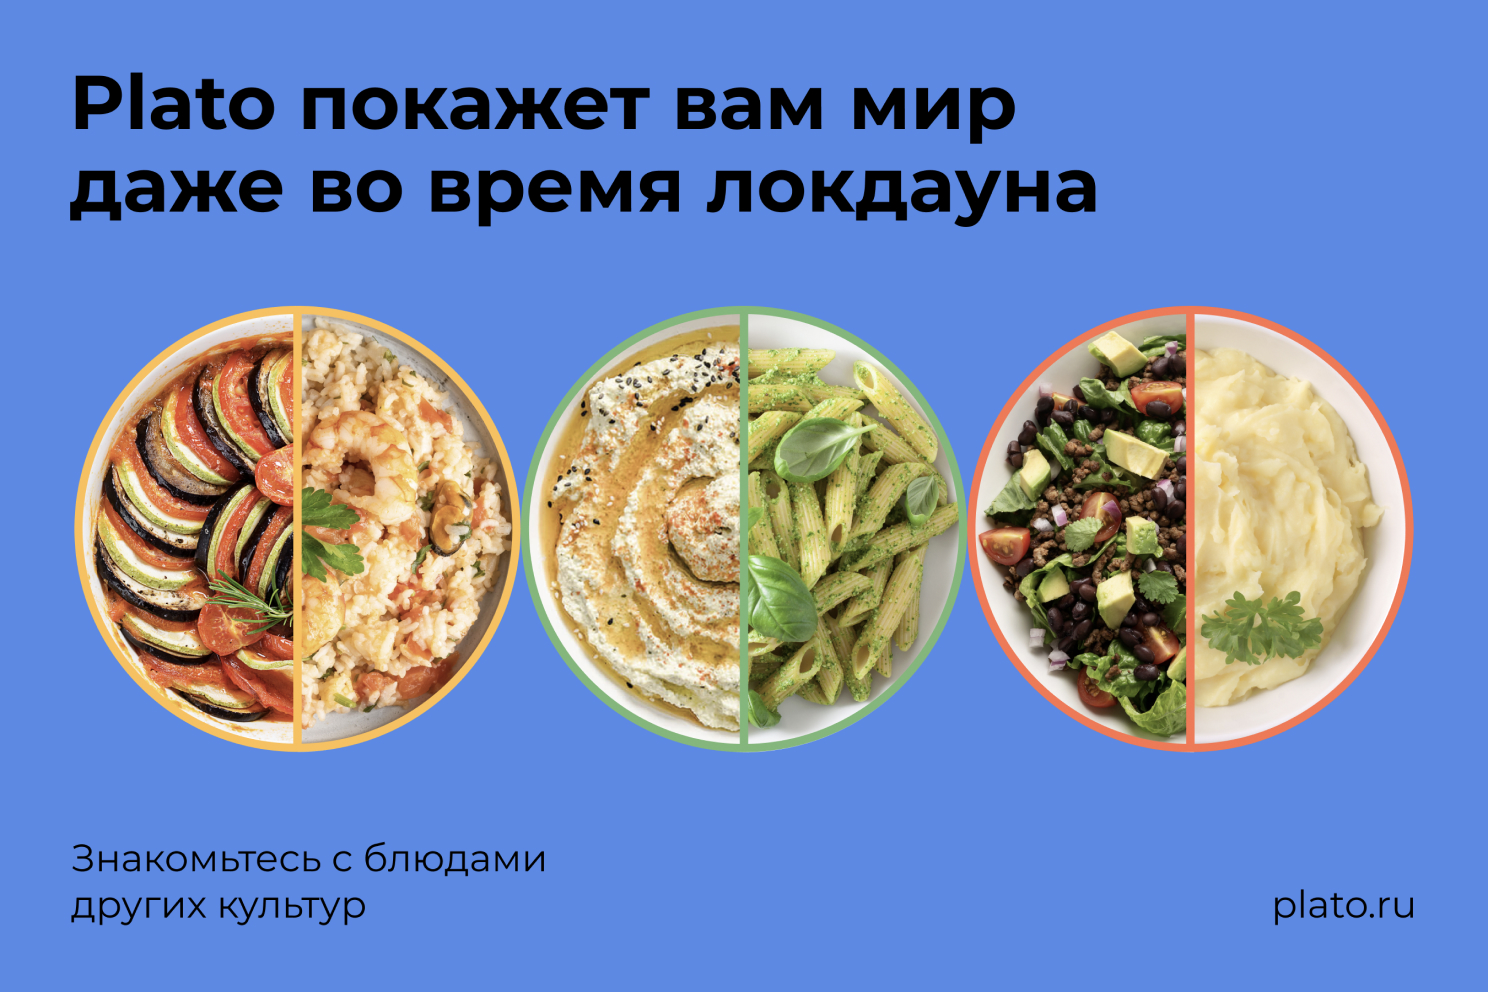 Plato покажет вам мир
даже во время локдауна
Знакомьтесь с блюдами
других культур
plato.ru